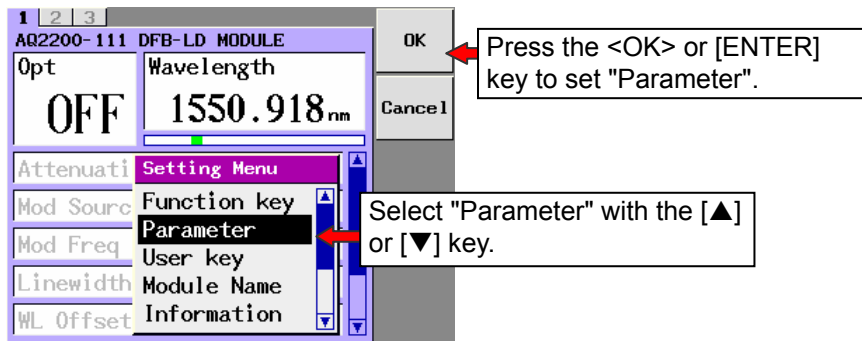 1 2 3
AQ2200-111 DFB-LD MODULE
Opt
OFF
Wavelength
1550.918nm
Attenuati
Mod Sourc
Mod Freq
Linewidth
WL Offset
Setting Menu
Function key
Parameter
User key
Module Name
Information
OK
Cancel
Press the <OK> or [ENTER]
key to set "Parameter".
Select "Parameter" with the [▲]
or [▼] key.